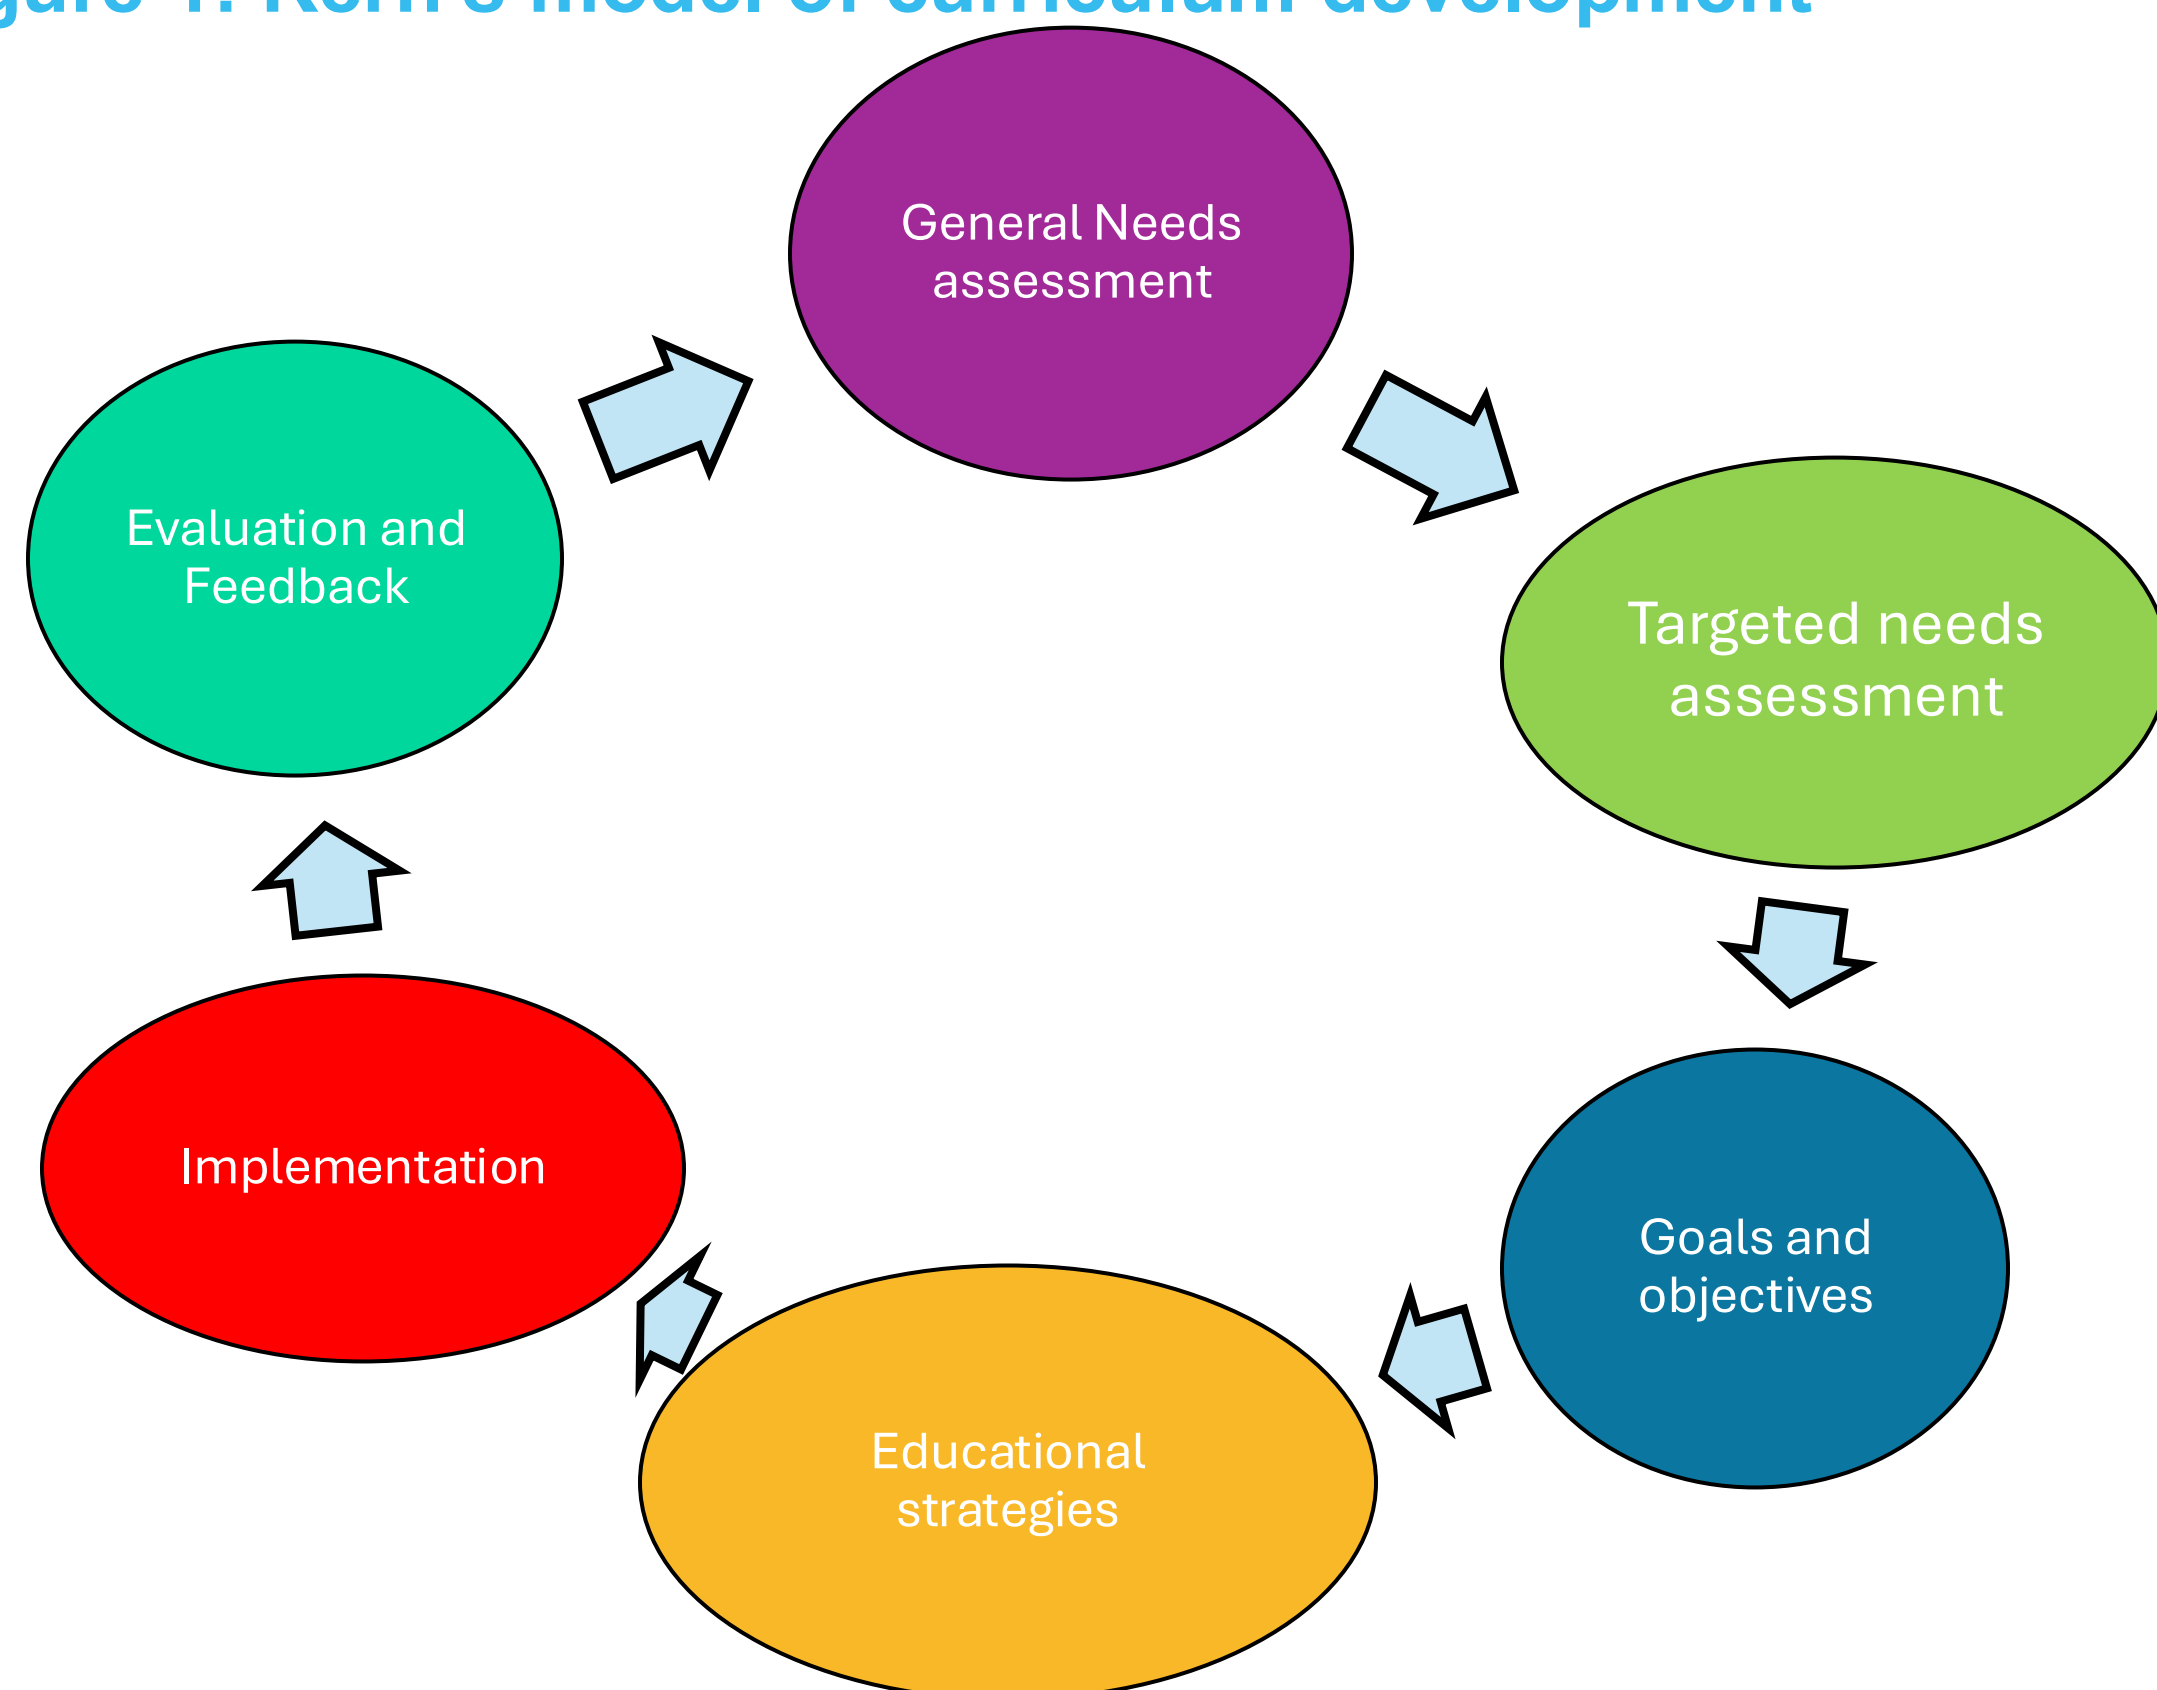 General Needs
assessment
Targeted needs
assessment
Goals and
objectives
Educational
strategies
Implementation
Evaluation and
Feedback